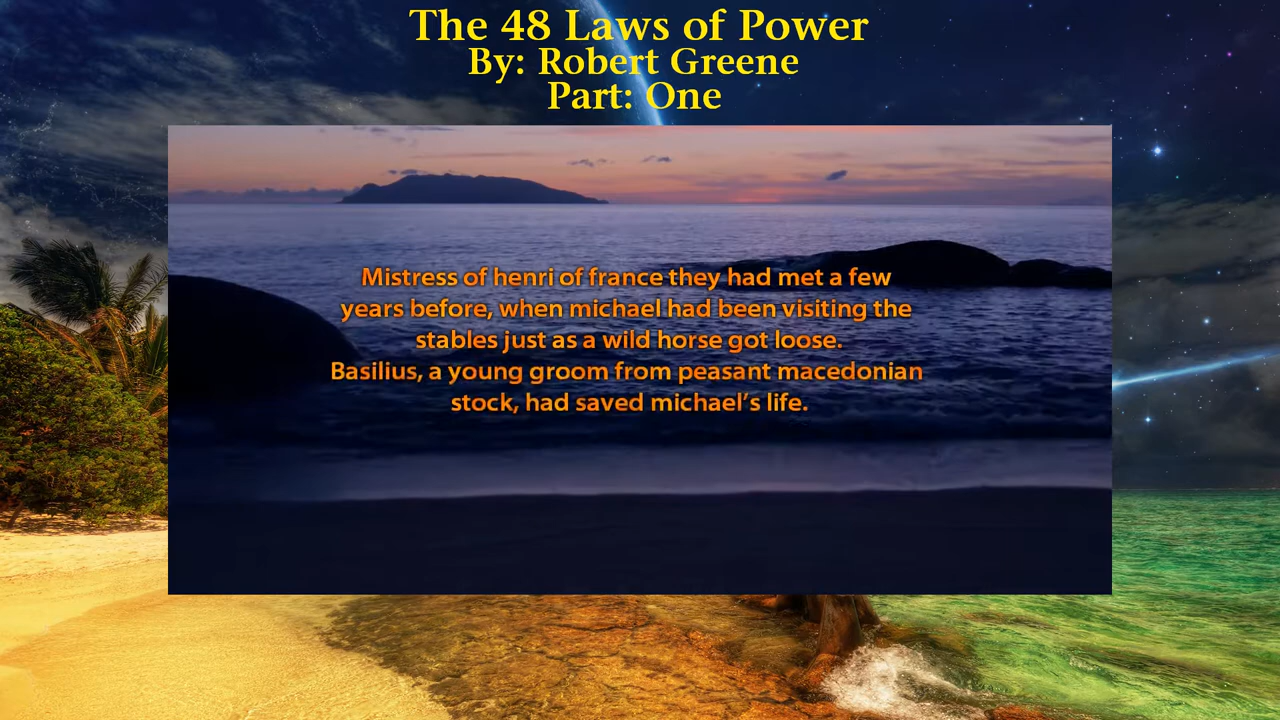 The 48 Laws of Power
By: Robert Greene
Part: One
Mistress of henri of france they had met a few
years before, when michael had been visiting the
stables just as a wild horse got loose.
Basilius, a young groom from peasant macedonian
stock, had saved michael’s life.